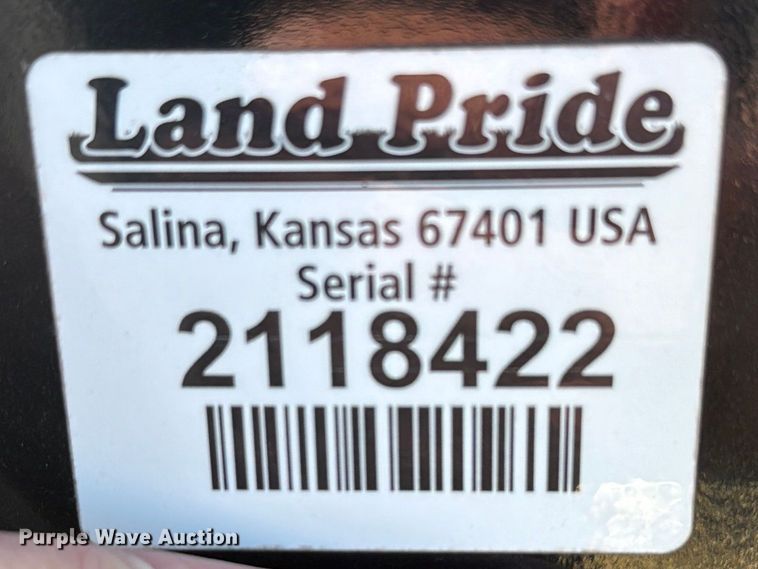 Land Pride
Salina, Kansas 67401 USA
Serial #
2118422
Purple Wave Auction